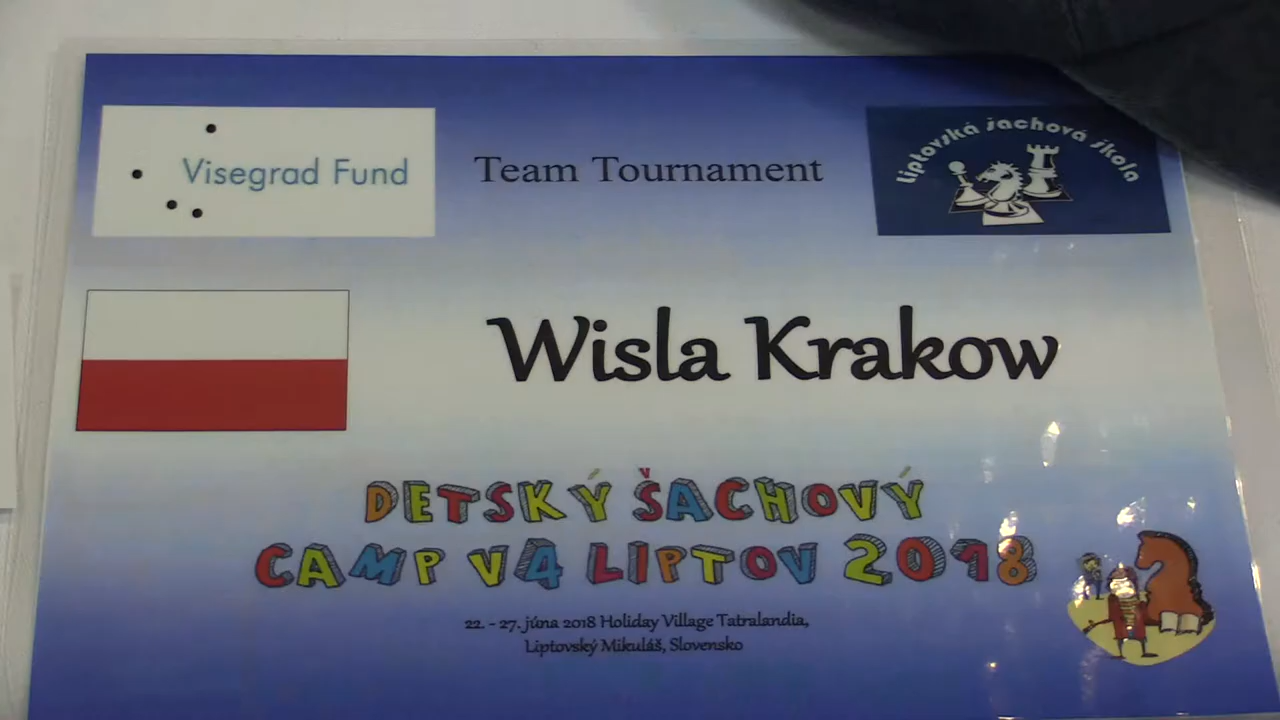 Visegrad Fund
Team Tournament
liptovská šachová škola
Wisla Krakow
DETSKÝ ŠACHOVÝ
CAMP V4 LIPTOV 2018
22. - 27. júna 2018 Holiday Village Tatralandia,
Liptovský Mikuláš, Slovensko